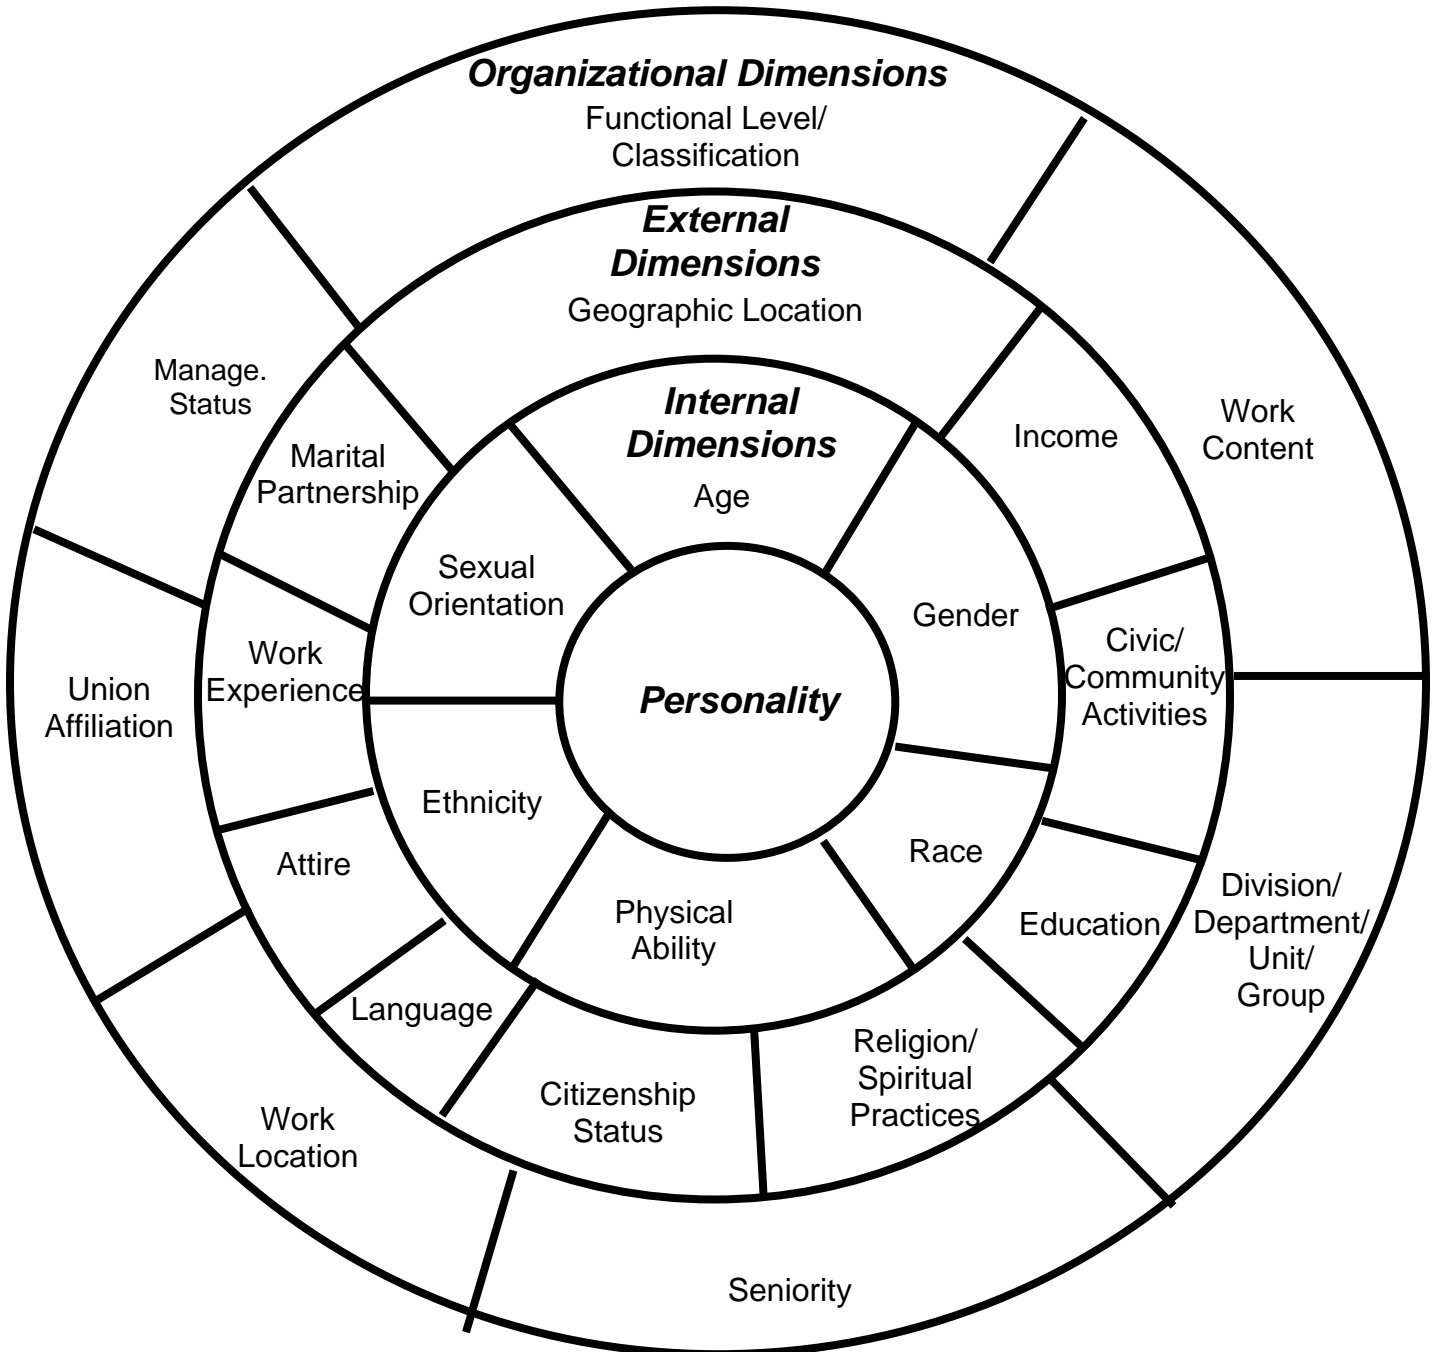 Organizational Dimensions
Functional Level/
Classification
External
Dimensions
Geographic Location
Internal
Dimensions
Age
Manage.
Status
Marital
Partnership
Income
Work
Content
Sexual
Orientation
Gender
Civic/
Community
Activities
Work
Experience
Union
Affiliation
Personality
Ethnicity
Attire
Race
Physical
Ability
Education
Division/
Department/
Unit/
Group
Language
Religion/
Spiritual
Practices
Citizenship
Status
Work
Location
Seniority